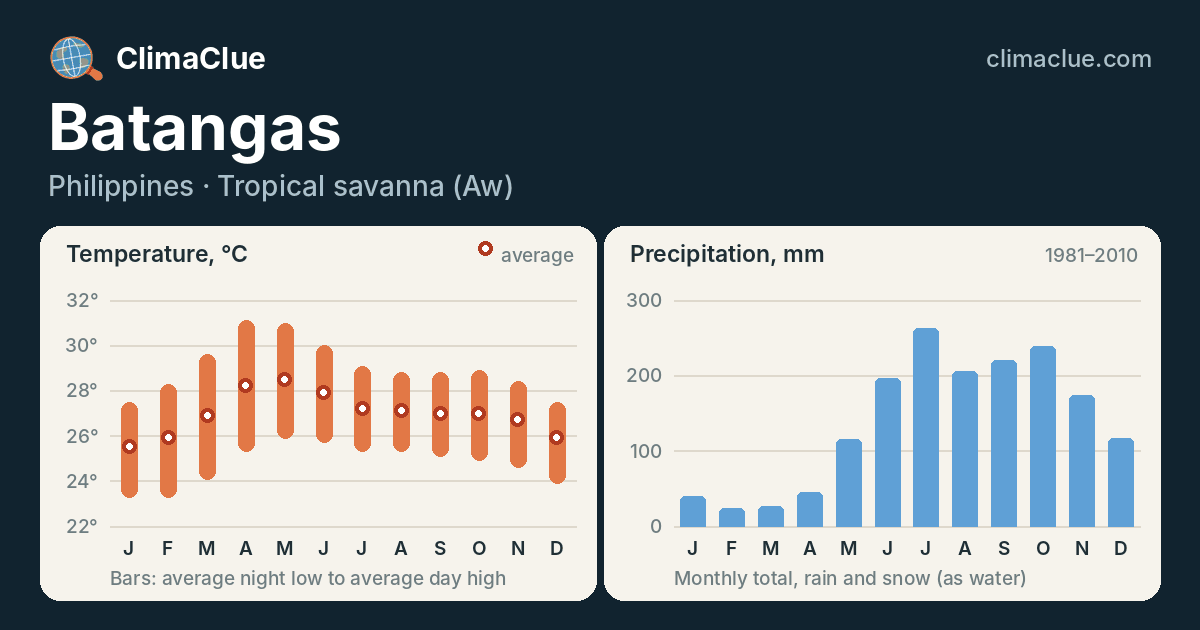 ClimaClue
climaclue.com
Batangas
Philippines · Tropical savanna (Aw)
Temperature, °C
average
32°
30°
28°
26°
24°
22°
J F M A M J J A S O N D
Bars: average night low to average day high
Precipitation, mm
1981–2010
300
200
100
0
J F M A M J J A S O N D
Monthly total, rain and snow (as water)